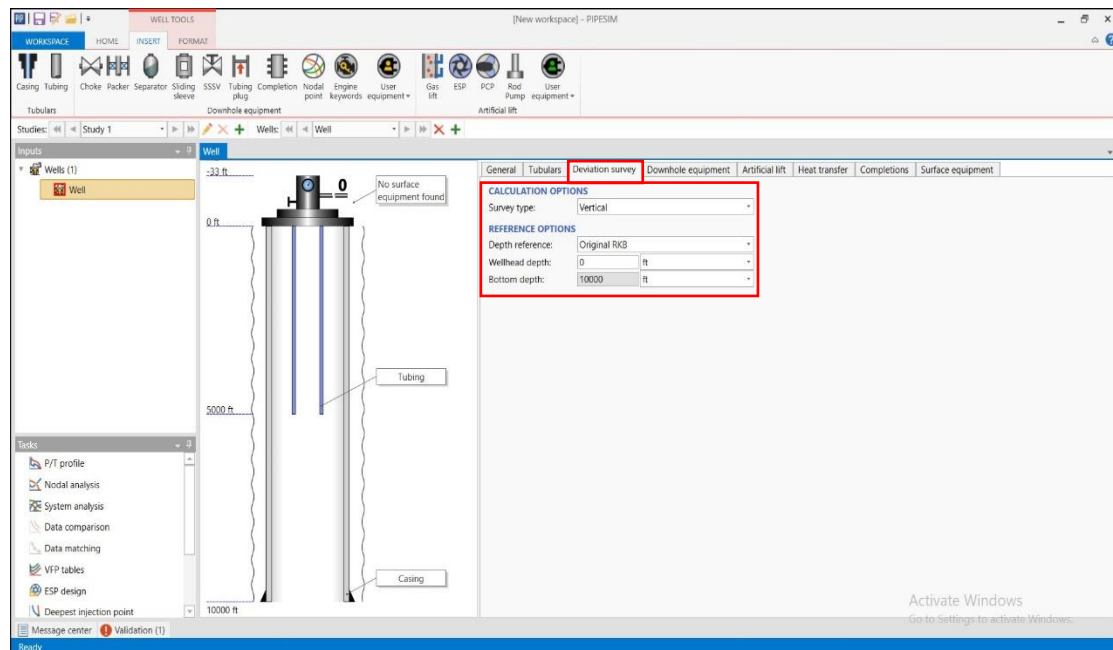 WELL TOOLS
[New workspace] - PIPESIM
WORKSPACE HOME INSERT FORMAT
Casing Tubing Choke Packer Separator Sliding sleeve SSSV Tubing plug Completion Nodal point Engine keywords User equipment Gas lift ESP PCP Rod Pump User equipment
Tubulars Downhole equipment Artificial lift
Studies: Study 1 Wells: Well
Inputs
Wells (1)
Well
Well
-33 ft
0
No surface
equipment found
0 ft
Tubing
5000 ft
Casing
10000 ft
General Tubulars Deviation survey Downhole equipment Artificial lift Heat transfer Completions Surface equipment
CALCULATION OPTIONS
Survey type: Vertical
REFERENCE OPTIONS
Depth reference: Original RKB
Wellhead depth: 0 ft
Bottom depth: 10000 ft
Tasks
P/T profile
Nodal analysis
System analysis
Data comparison
Data matching
VFP tables
ESP design
Deepest injection point
Activate Windows
Go to Settings to activate Windows.
Message center Validation (1)
Ready